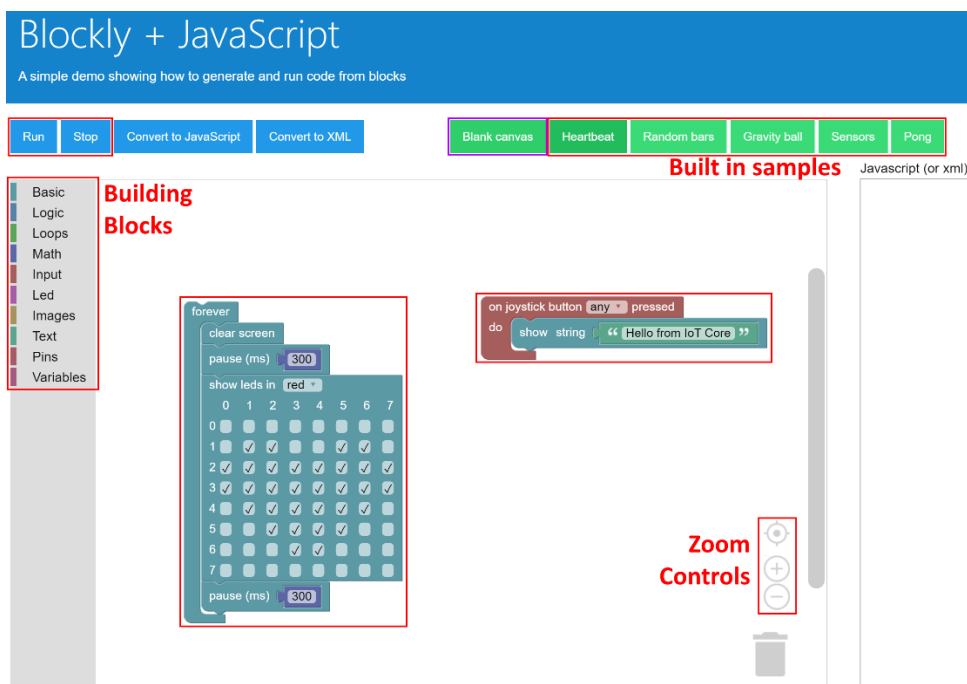 Blockly + JavaScript
A simple demo showing how to generate and run code from blocks
Run Stop Convert to JavaScript Convert to XML Blank canvas Heartbeat Random bars Gravity ball Sensors Pong
Built in samples
Javascript (or xml)
Building
Blocks
Basic
Logic
Loops
Math
Input
Led
Images
Text
Pins
Variables
forever
clear screen
pause (ms) 300
show leds in red
0 1 2 3 4 5 6 7
0
1
2
3
4
5
6
7
pause (ms) 300
on joystick button any pressed
do show string “ Hello from IoT Core ”
Zoom
Controls